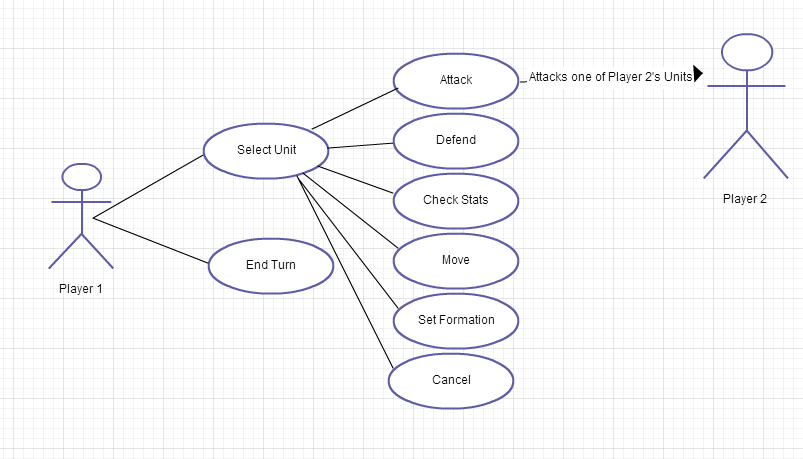 Attack
Attacks one of Player 2's Units
Defend
Select Unit
Check Stats
Player 2
Move
End Turn
Player 1
Set Formation
Cancel